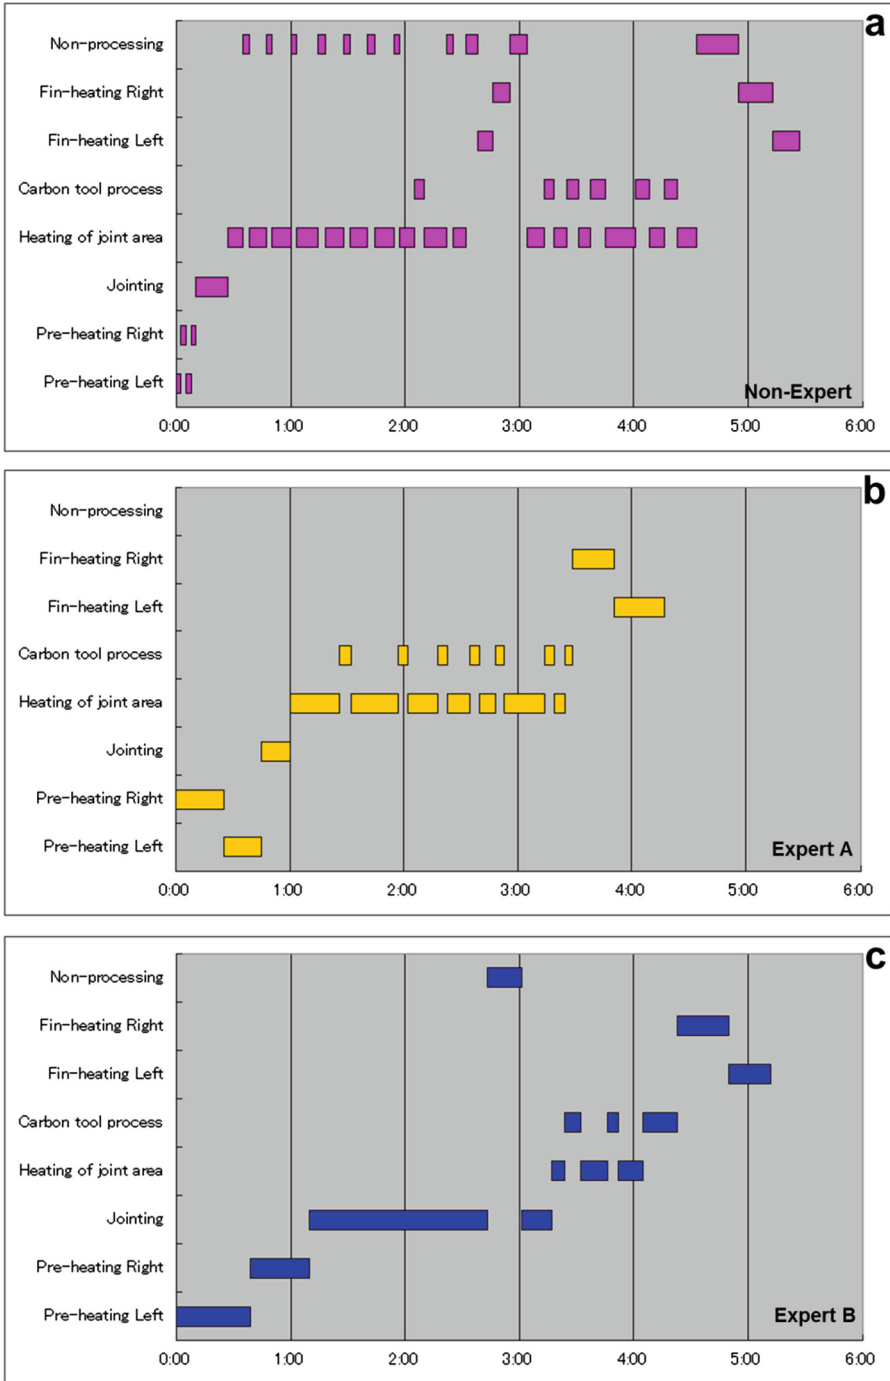 a
Non-processing
Fin-heating Right
Fin-heating Left
Carbon tool process
Heating of joint area
Jointing
Pre-heating Right
Pre-heating Left
Non-Expert
0:00 1:00 2:00 3:00 4:00 5:00 6:00
b
Non-processing
Fin-heating Right
Fin-heating Left
Carbon tool process
Heating of joint area
Jointing
Pre-heating Right
Pre-heating Left
Expert A
0:00 1:00 2:00 3:00 4:00 5:00 6:00
c
Non-processing
Fin-heating Right
Fin-heating Left
Carbon tool process
Heating of joint area
Jointing
Pre-heating Right
Pre-heating Left
Expert B
0:00 1:00 2:00 3:00 4:00 5:00 6:00